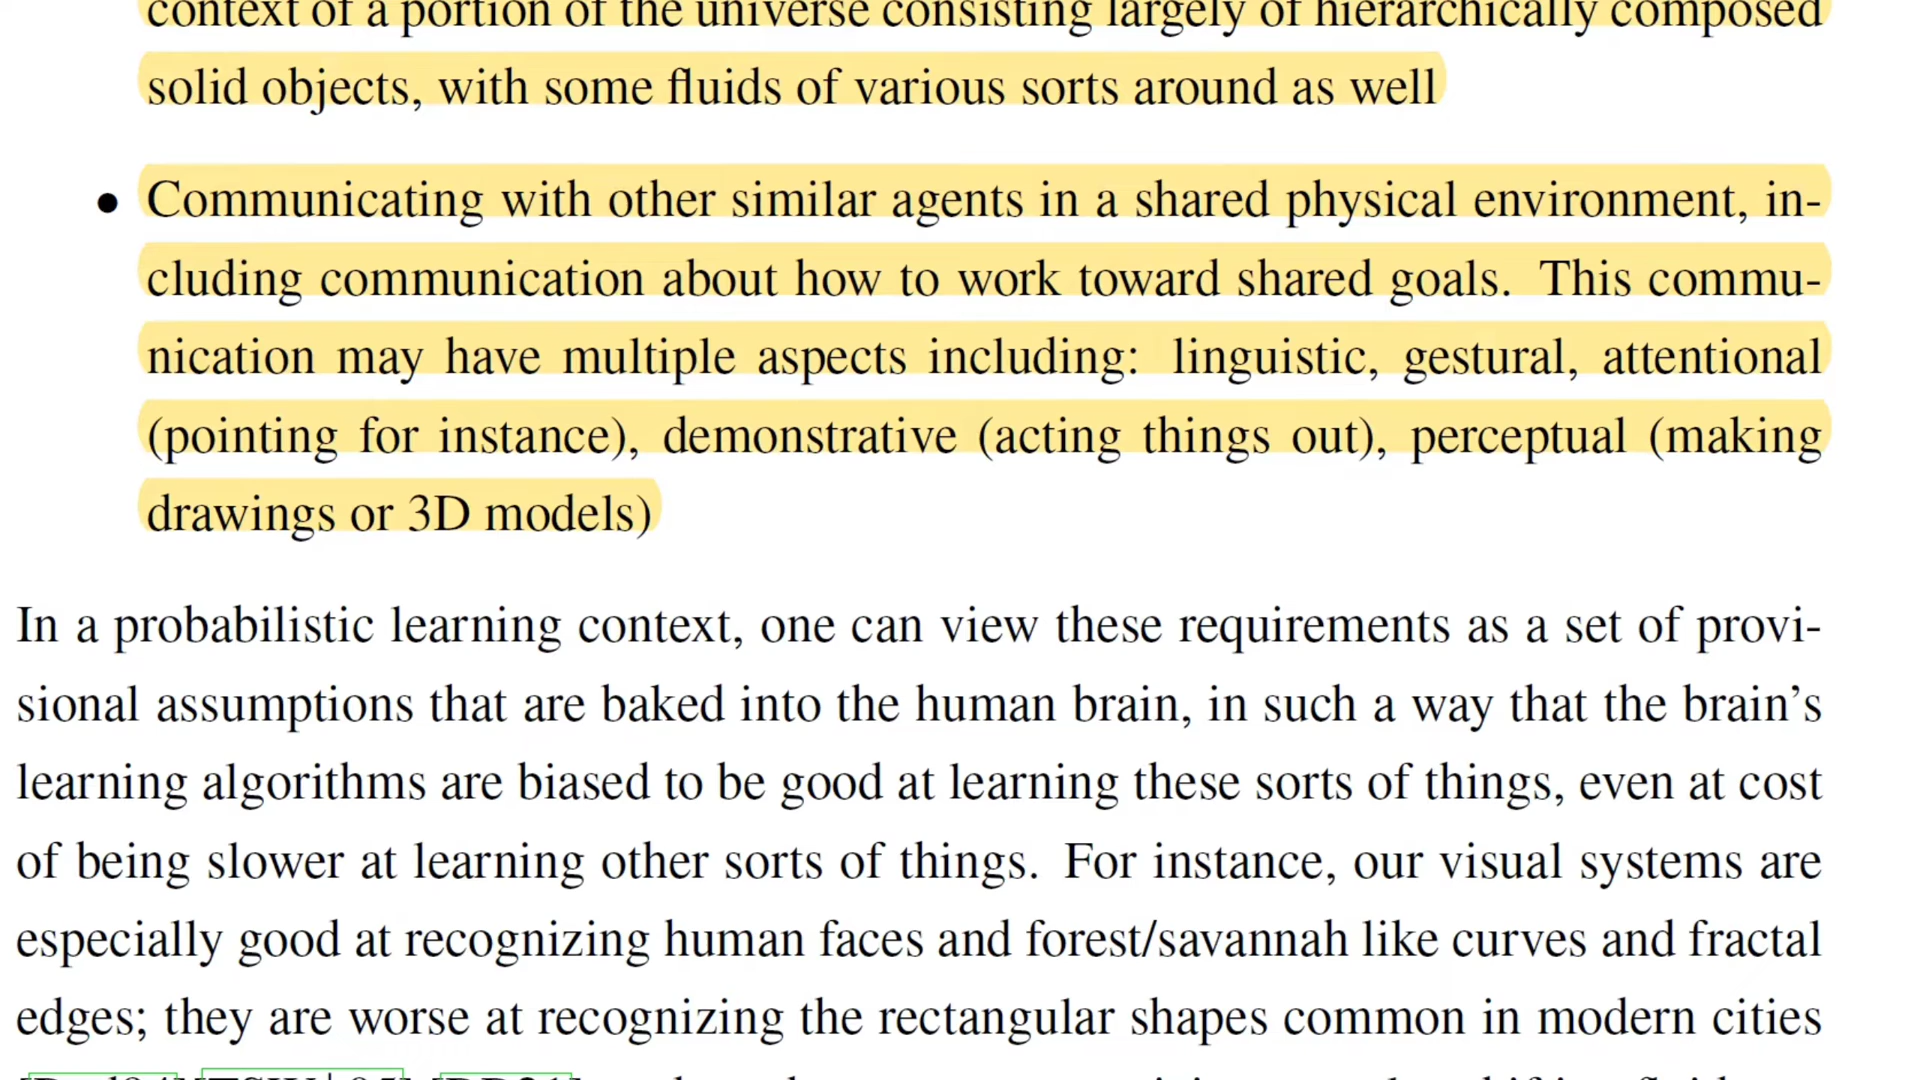 context of a portion of the universe consisting largely of hierarchically composed
solid objects, with some fluids of various sorts around as well
● Communicating with other similar agents in a shared physical environment, in-
cluding communication about how to work toward shared goals. This commu-
nication may have multiple aspects including: linguistic, gestural, attentional
(pointing for instance), demonstrative (acting things out), perceptual (making
drawings or 3D models)
In a probabilistic learning context, one can view these requirements as a set of provi-
sional assumptions that are baked into the human brain, in such a way that the brain’s
learning algorithms are biased to be good at learning these sorts of things, even at cost
of being slower at learning other sorts of things. For instance, our visual systems are
especially good at recognizing human faces and forest/savannah like curves and fractal
edges; they are worse at recognizing the rectangular shapes common in modern cities